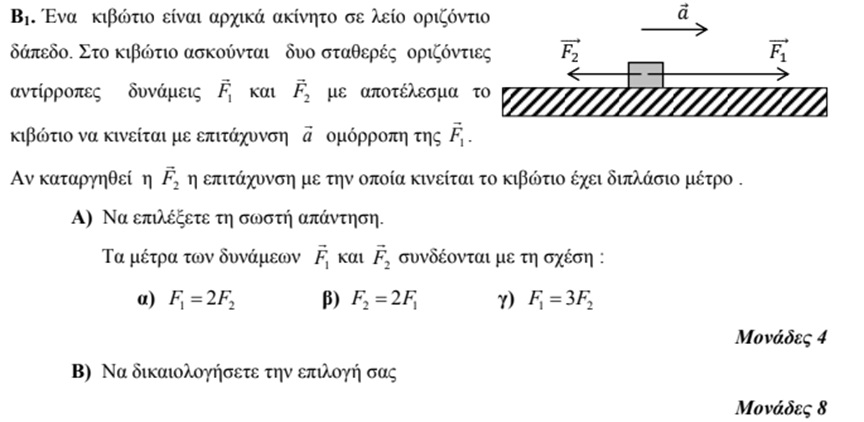 Β₁. Ένα κιβώτιο είναι αρχικά ακίνητο σε λείο οριζόντιο
δάπεδο. Στο κιβώτιο ασκούνται δυο σταθερές οριζόντιες
αντίρροπες δυνάμεις F⃗₁ και F⃗₂ με αποτέλεσμα το
κιβώτιο να κινείται με επιτάχυνση a⃗ ομόρροπη της F⃗₁.
a⃗
F⃗₂ F⃗₁
Αν καταργηθεί η F⃗₂ η επιτάχυνση με την οποία κινείται το κιβώτιο έχει διπλάσιο μέτρο .
Α) Να επιλέξετε τη σωστή απάντηση.
Τα μέτρα των δυνάμεων F⃗₁ και F⃗₂ συνδέονται με τη σχέση :
α) F₁ = 2F₂ β) F₂ = 2F₁ γ) F₁ = 3F₂
Μονάδες 4
Β) Να δικαιολογήσετε την επιλογή σας
Μονάδες 8